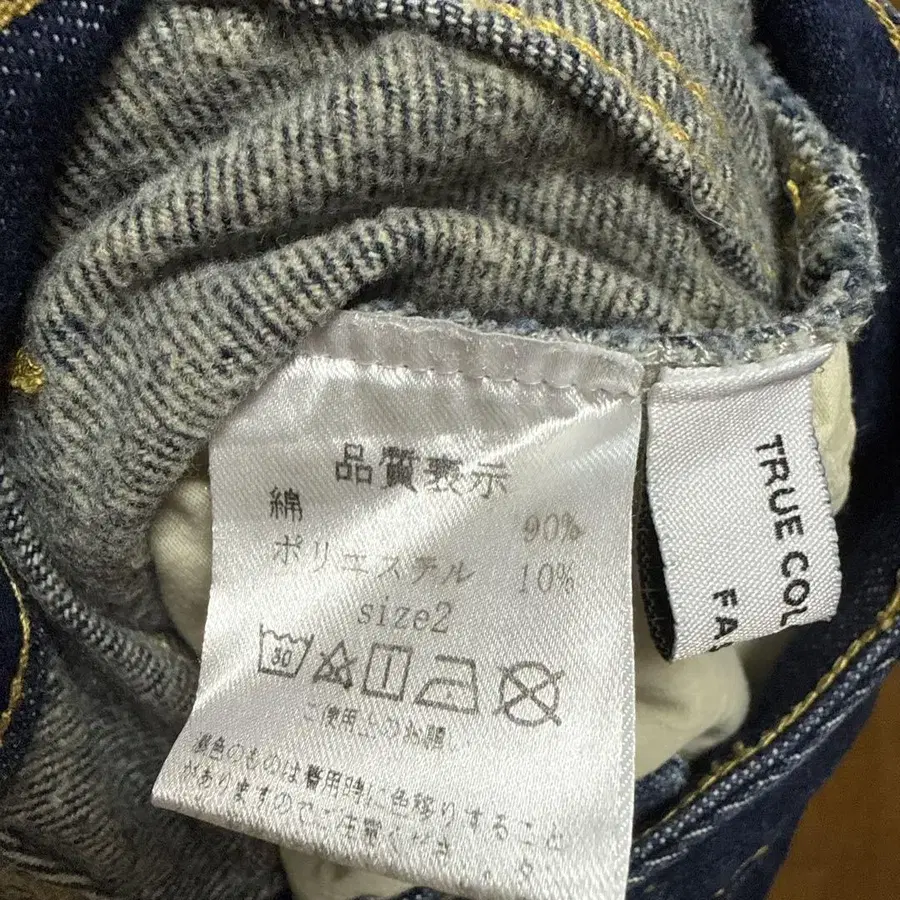 品質表示
綿 90%
ポリエステル 10%
size2
30
ご使用上のお願い
濃色のものは着用時に色移りすること
がありますのでご注意くださ
TRUE COL
FA